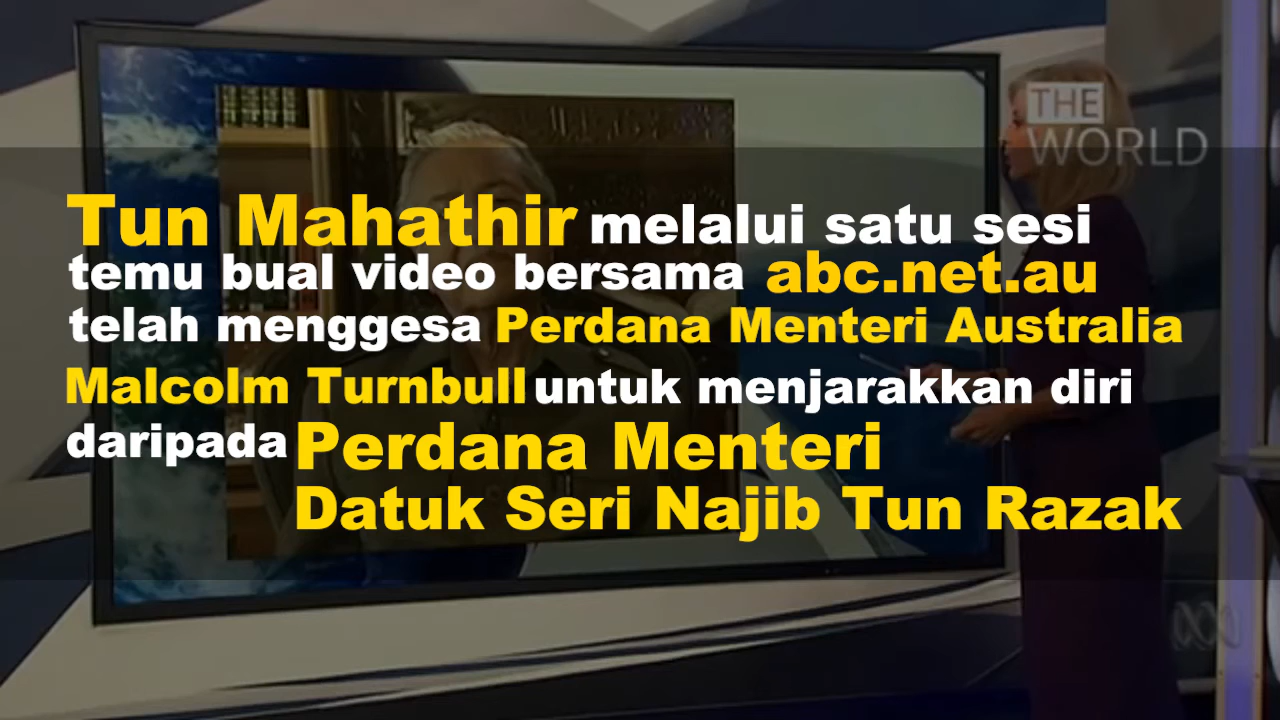 THE
WORLD
Tun Mahathir melalui satu sesi
temu bual video bersama abc.net.au
telah menggesa Perdana Menteri Australia
Malcolm Turnbull untuk menjarakkan diri
daripada Perdana Menteri
Datuk Seri Najib Tun Razak